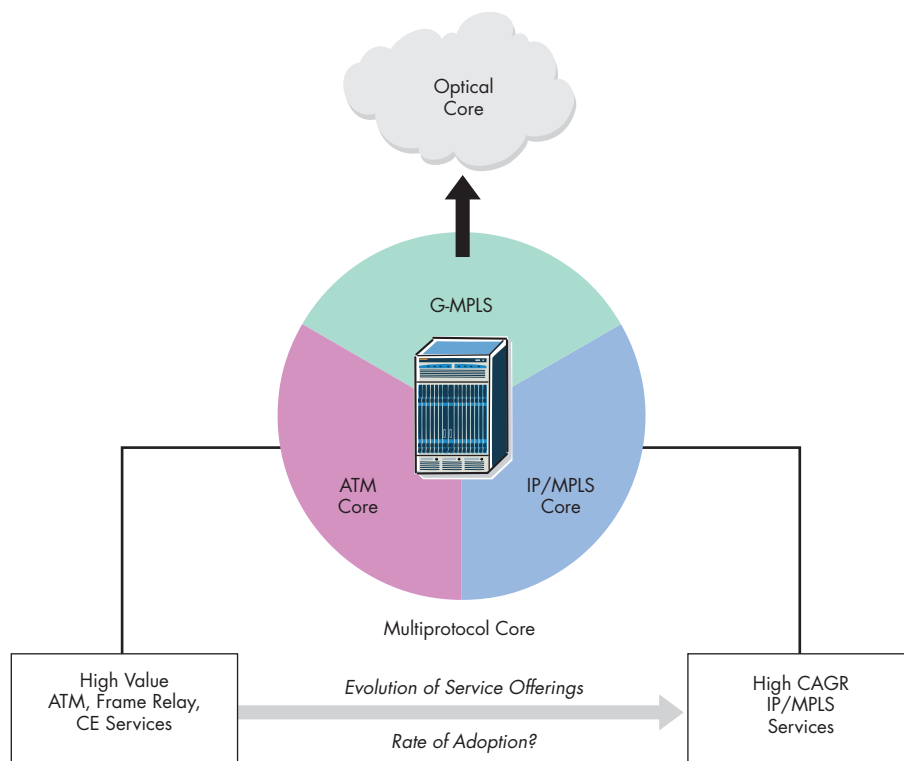 Optical
Core
G-MPLS
ATM
Core
IP/MPLS
Core
Multiprotocol Core
High Value
ATM, Frame Relay,
CE Services
Evolution of Service Offerings
Rate of Adoption?
High CAGR
IP/MPLS
Services